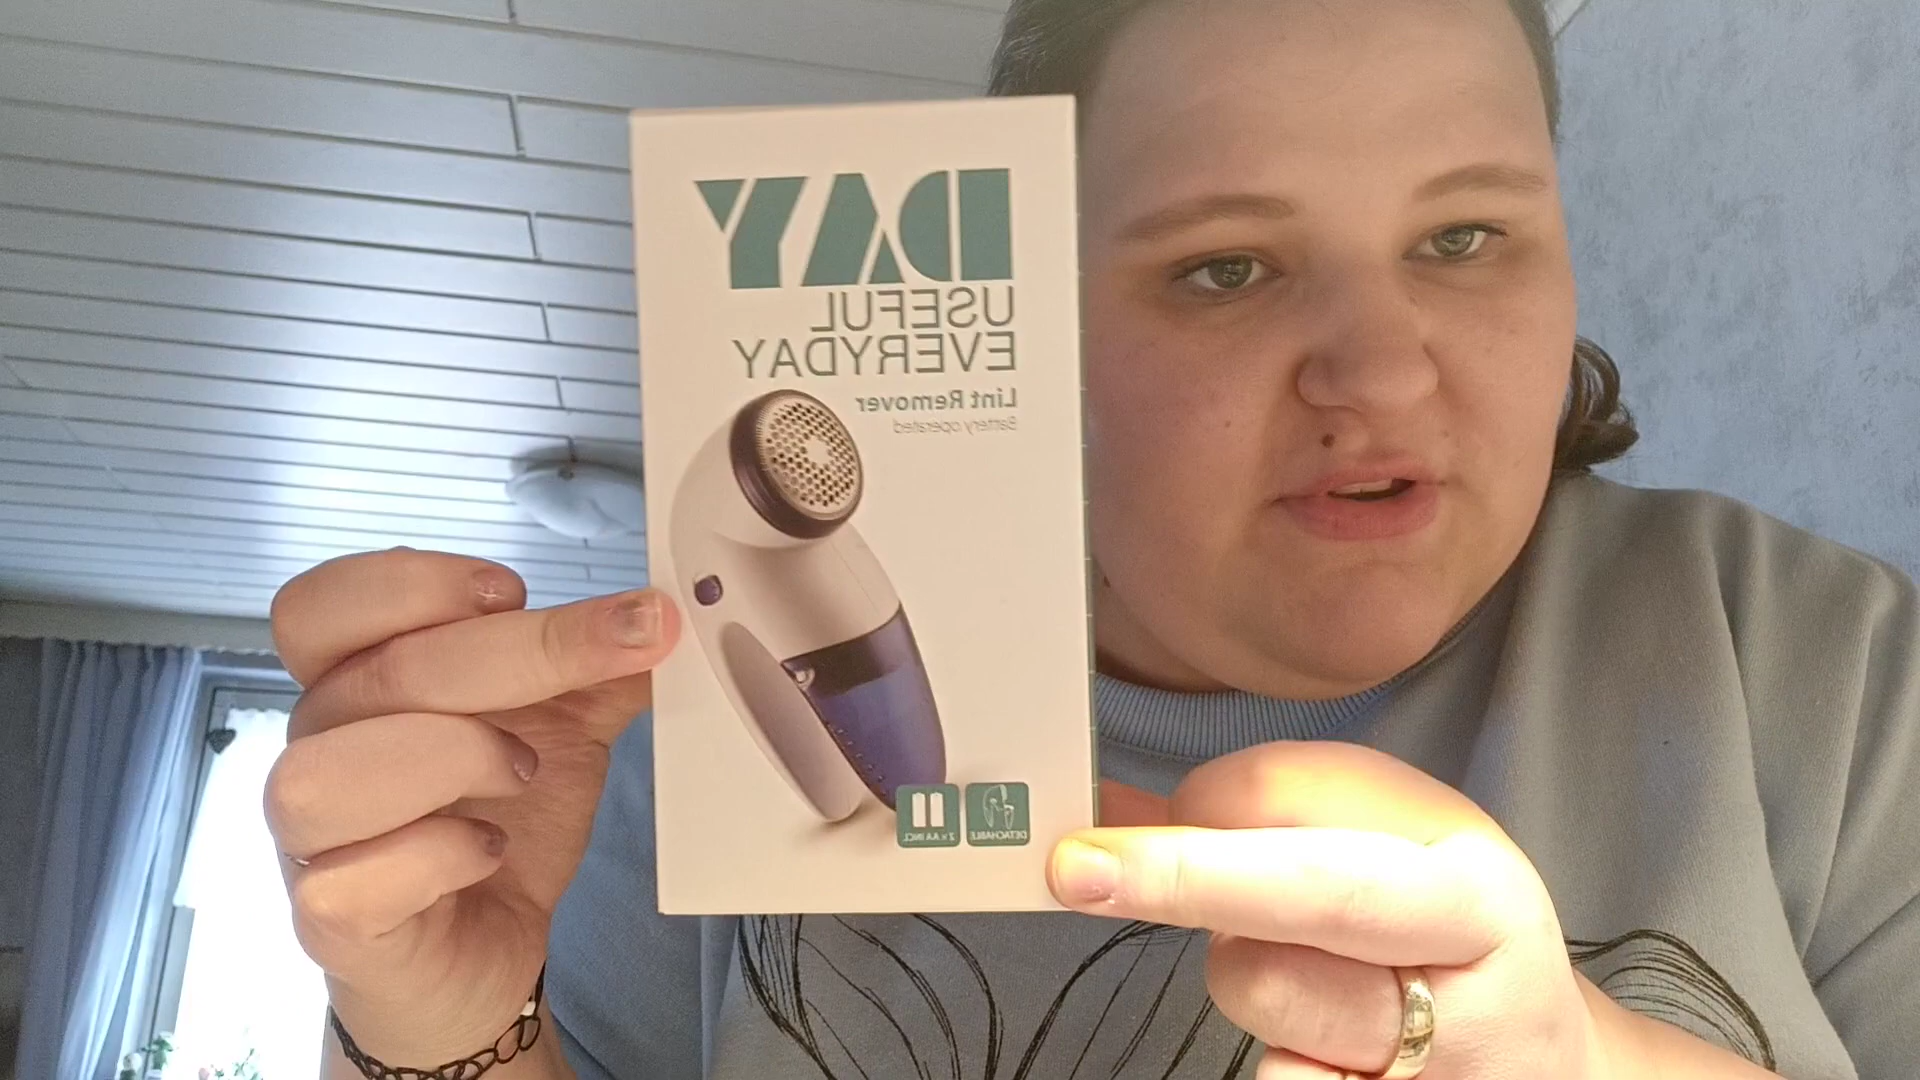 DAY
USEFUL
EVERYDAY
Lint Remover
Battery operated
DETACHABLE
2 x AA INCL.